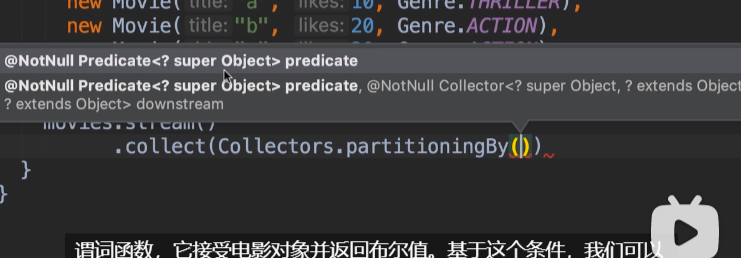 new Movie( title: "a", likes: 10, Genre.THRILLER),
new Movie( title: "b", likes: 20, Genre.ACTION),
@NotNull Predicate<? super Object> predicate
@NotNull Predicate<? super Object> predicate, @NotNull Collector<? super Object, ? extends Object
? extends Object> downstream
movies.stream()
.collect(Collectors.partitioningBy())
}
}
谓词函数，它接受电影对象并返回布尔值。基于这个条件，我们可以